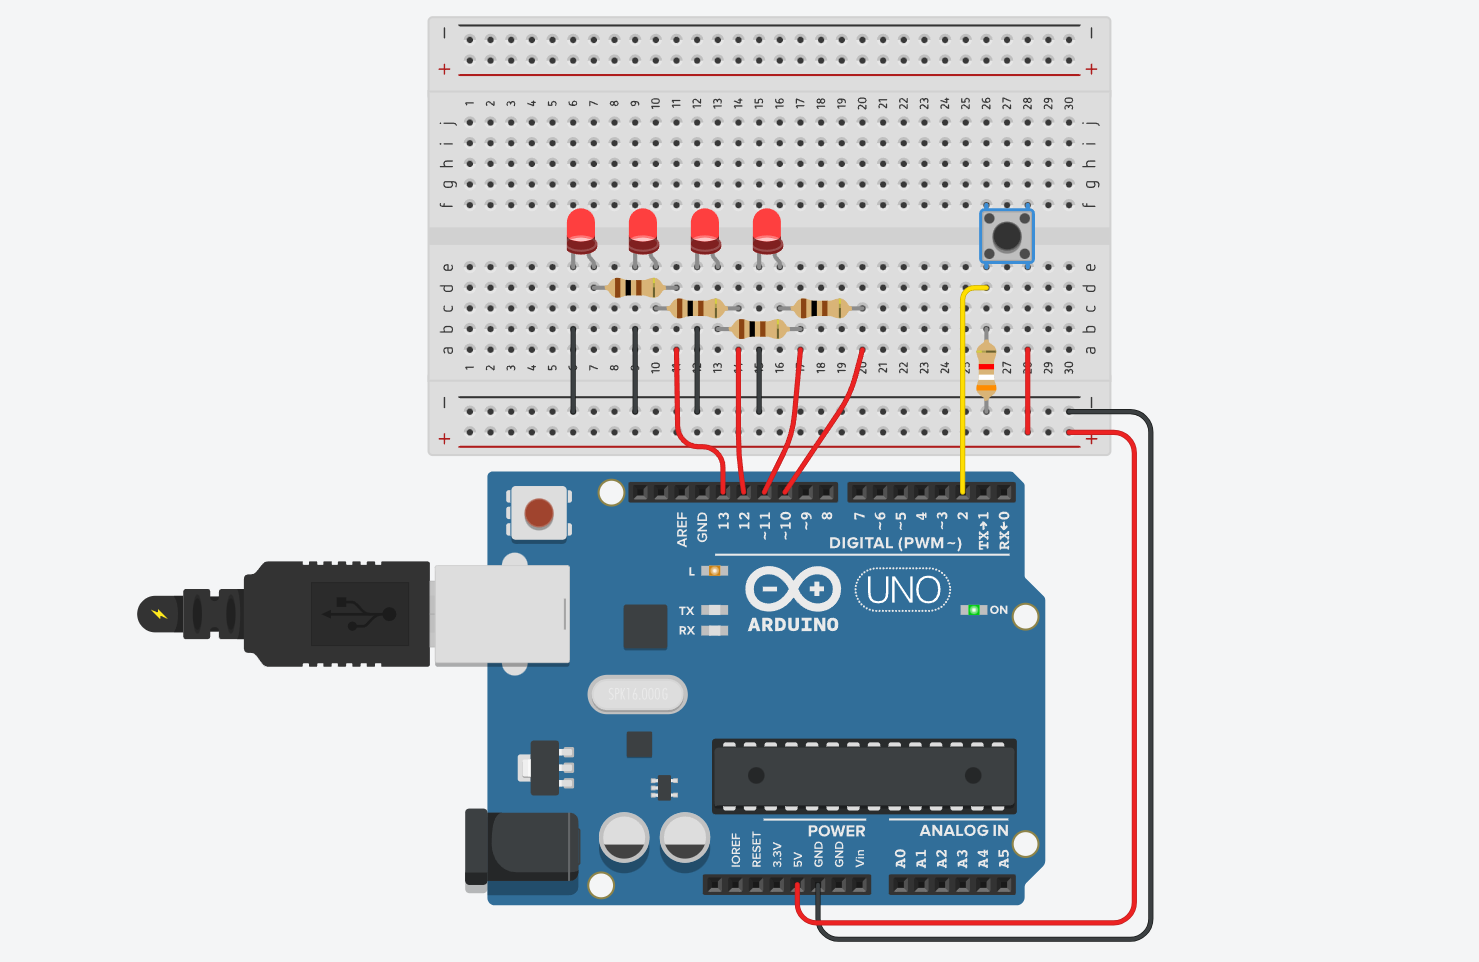 − −
+ +
1 2 3 4 5 6 7 8 9 10 11 12 13 14 15 16 17 18 19 20 21 22 23 24 25 26 27 28 29 30
j j
i i
h h
g g
f f
e e
d d
c c
b b
a a
1 2 3 4 5 6 7 8 9 10 11 12 13 14 15 16 17 18 19 20 21 22 23 24 25 26 27 28 29 30
− −
+ +
AREF GND 13 12 ~11 ~10 ~9 8 7 ~6 ~5 4 ~3 2 TX→1 RX←0
DIGITAL (PWM~)
L
TX
RX
UNO
ON
ARDUINO
SPK16.000G
POWER ANALOG IN
IOREF RESET 3.3V 5V GND GND Vin A0 A1 A2 A3 A4 A5